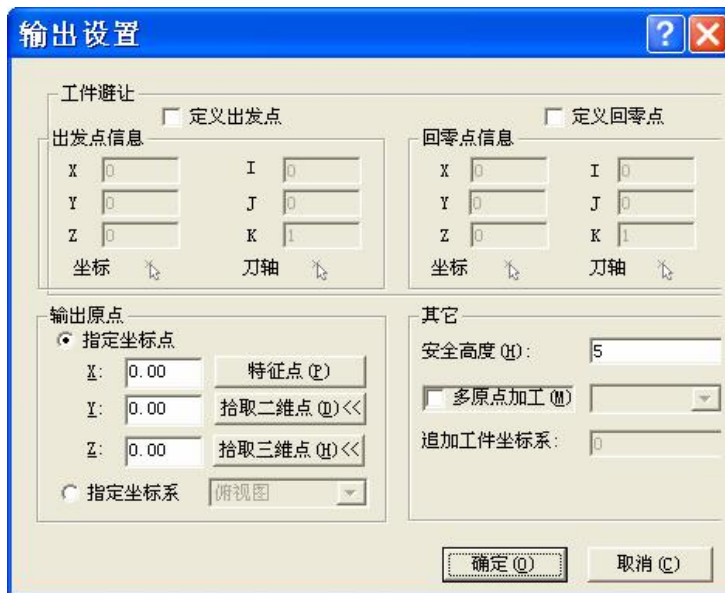 输出设置
工件避让
定义出发点 定义回零点
出发点信息 回零点信息
X 0 I 0 X 0 I 0
Y 0 J 0 Y 0 J 0
Z 0 K 1 Z 0 K 1
坐标 刀轴 坐标 刀轴
输出原点
指定坐标点
X: 0.00 特征点(P)
Y: 0.00 拾取二维点(D)<<
Z: 0.00 拾取三维点(H)<<
指定坐标系 俯视图
其它
安全高度(H): 5
多原点加工(M)
追加工件坐标系: 0
确定(O) 取消(C)